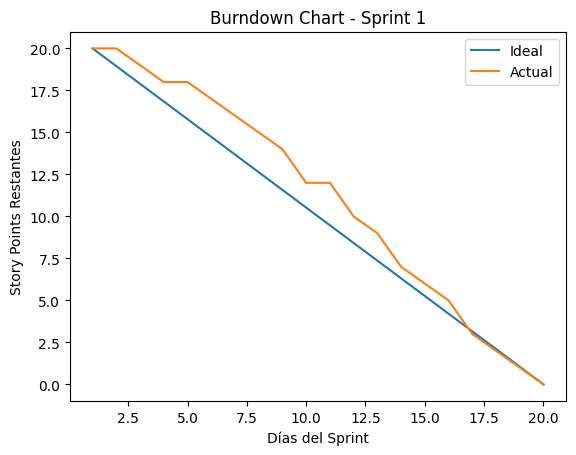 Burndown Chart - Sprint 1
Ideal
Actual
Story Points Restantes
20.0
17.5
15.0
12.5
10.0
7.5
5.0
2.5
0.0
2.5 5.0 7.5 10.0 12.5 15.0 17.5 20.0
Días del Sprint